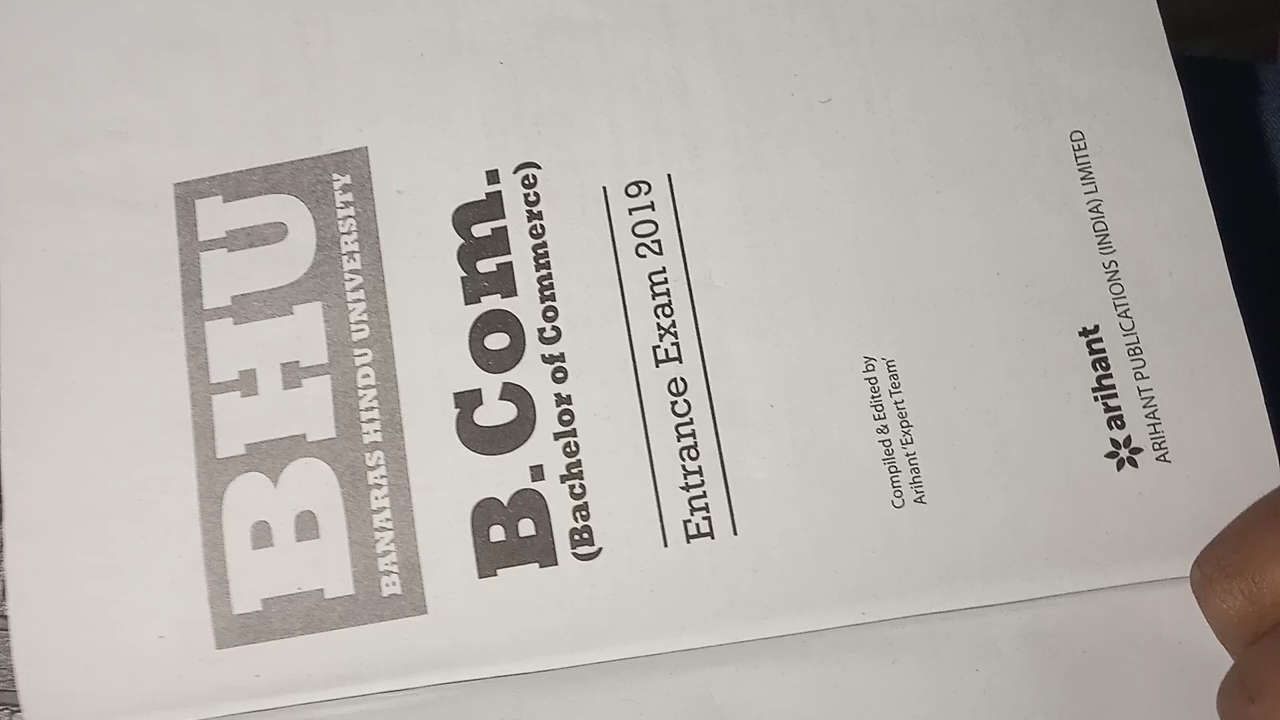 BHU
BANARAS HINDU UNIVERSITY
B.Com.
(Bachelor of Commerce)
Entrance Exam 2019
Compiled & Edited by
Arihant 'Expert Team'
arihant
ARIHANT PUBLICATIONS (INDIA) LIMITED